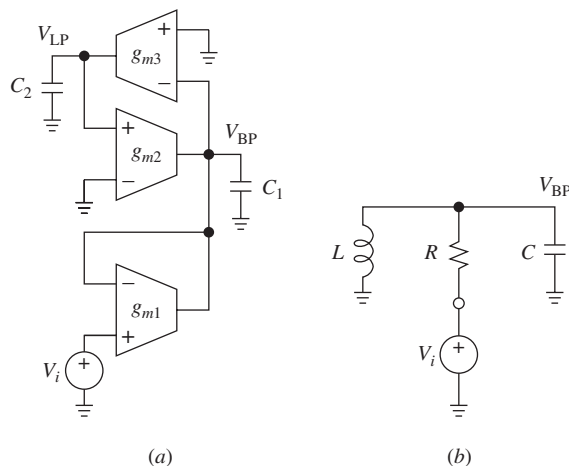 V_LP
+
g_m3
−
C_2
V_BP
+
g_m2
−
C_1
−
g_m1
+
+
V_i
V_BP
L
R
C
+
V_i
(a)
(b)